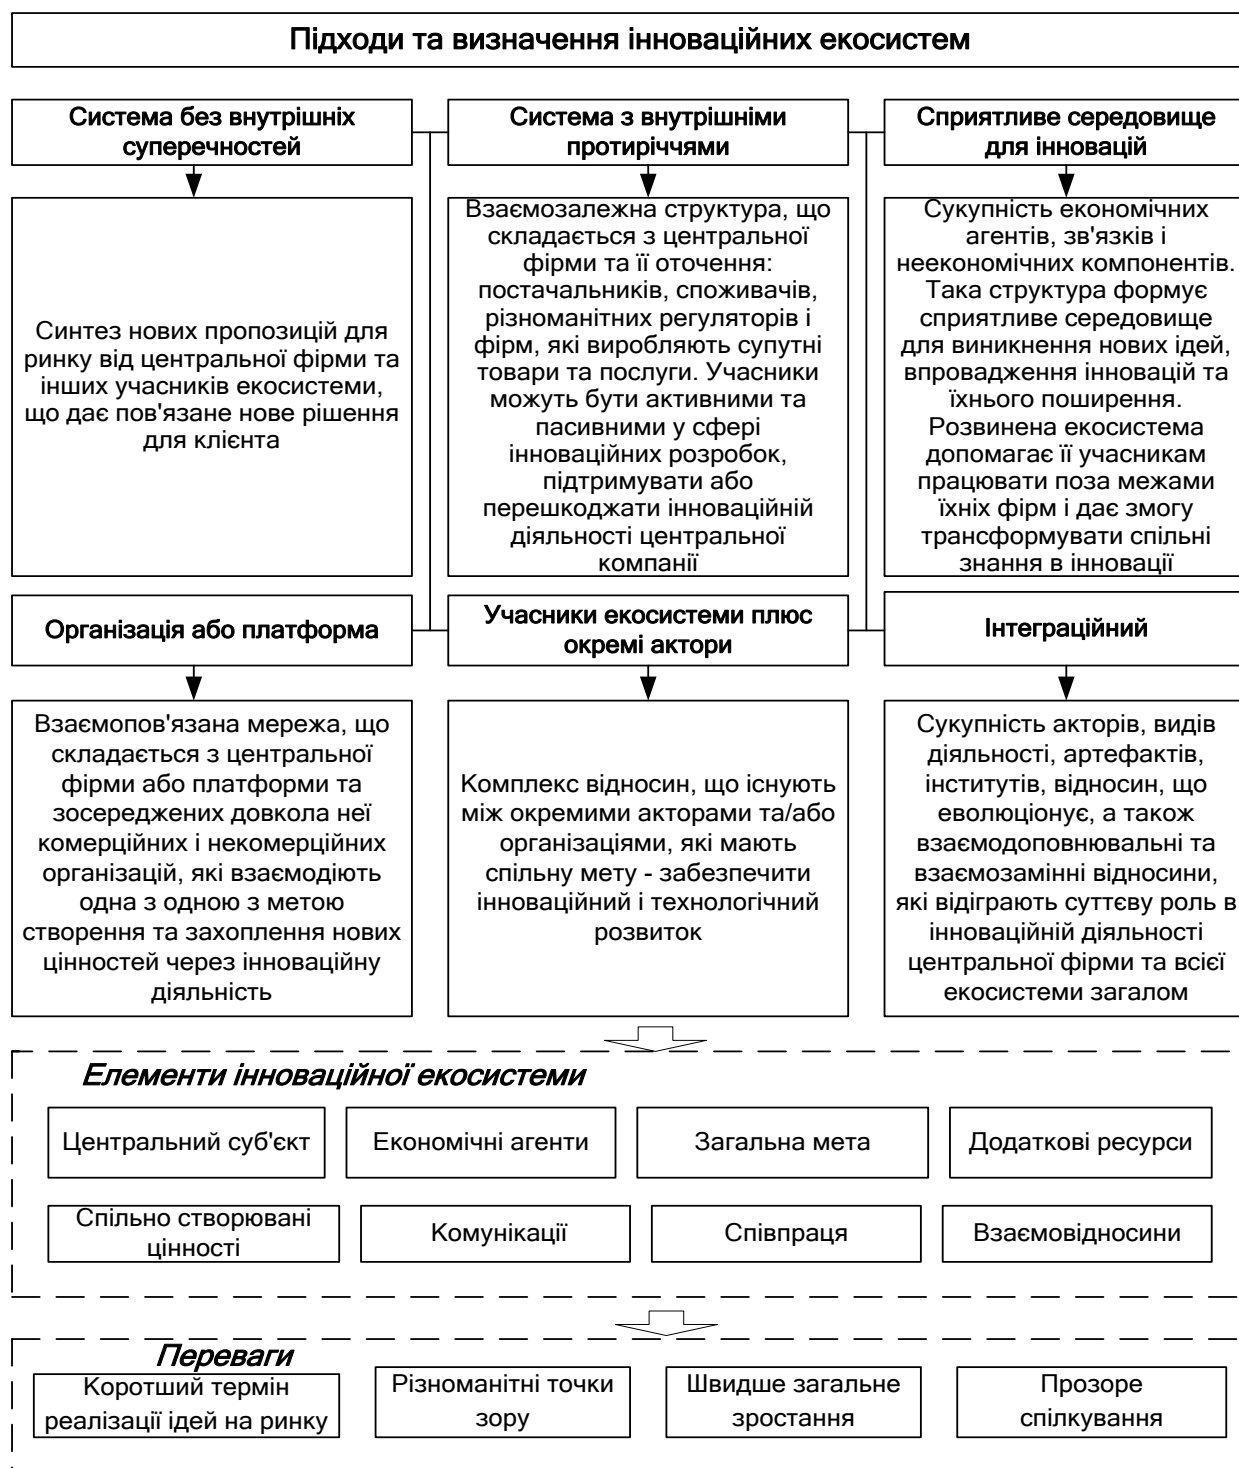 Підходи та визначення інноваційних екосистем
Система без внутрішніх
суперечностей
Система з внутрішніми
протиріччями
Сприятливе середовище
для інновацій
Синтез нових пропозицій для
ринку від центральної фірми та
інших учасників екосистеми,
що дає пов'язане нове рішення
для клієнта
Взаємозалежна структура, що
складається з центральної
фірми та її оточення:
постачальників, споживачів,
різноманітних регуляторів і
фірм, які виробляють супутні
товари та послуги. Учасники
можуть бути активними та
пасивними у сфері
інноваційних розробок,
підтримувати або
перешкоджати інноваційній
діяльності центральної
компанії
Сукупність економічних
агентів, зв'язків і
неекономічних компонентів.
Така структура формує
сприятливе середовище
для виникнення нових ідей,
впровадження інновацій та
їхнього поширення.
Розвинена екосистема
допомагає її учасникам
працювати поза межами
їхніх фірм і дає змогу
трансформувати спільні
знання в інновації
Організація або платформа
Учасники екосистеми плюс
окремі актори
Інтеграційний
Взаємопов'язана мережа, що
складається з центральної
фірми або платформи та
зосереджених довкола неї
комерційних і некомерційних
організацій, які взаємодіють
одна з одною з метою
створення та захоплення нових
цінностей через інноваційну
діяльність
Комплекс відносин, що існують
між окремими акторами та/або
організаціями, які мають
спільну мету - забезпечити
інноваційний і технологічний
розвиток
Сукупність акторів, видів
діяльності, артефактів,
інститутів, відносин, що
еволюціонує, а також
взаємодоповнювальні та
взаємозамінні відносини,
які відіграють суттєву роль в
інноваційній діяльності
центральної фірми та всієї
екосистеми загалом
Елементи інноваційної екосистеми
Центральний суб'єкт
Економічні агенти
Загальна мета
Додаткові ресурси
Спільно створювані
цінності
Комунікації
Співпраця
Взаємовідносини
Переваги
Коротший термін
реалізації ідей на ринку
Різноманітні точки
зору
Швидше загальне
зростання
Прозоре
спілкування